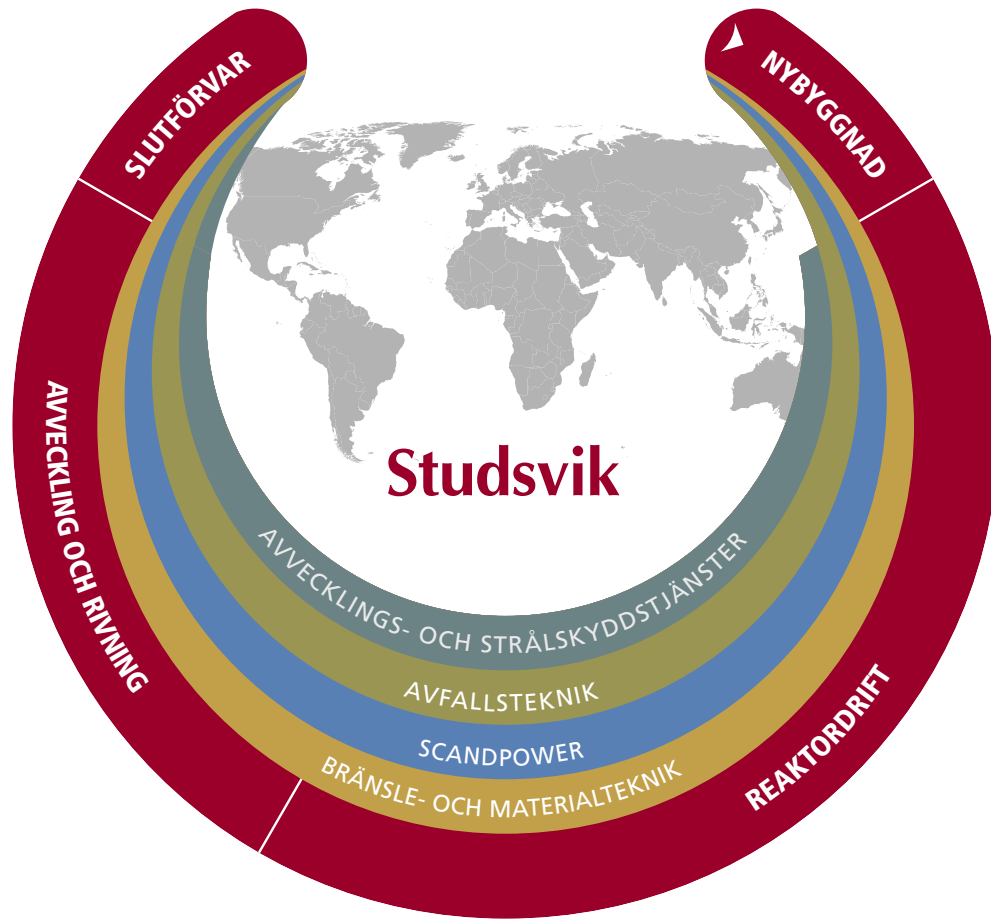 SLUTFÖRVAR
NYBYGGNAD
AVVECKLING OCH RIVNING
REAKTORDRIFT
Studsvik
AVVECKLINGS- OCH STRÅLSKYDDSTJÄNSTER
AVFALLSTEKNIK
SCANDPOWER
BRÄNSLE- OCH MATERIALTEKNIK